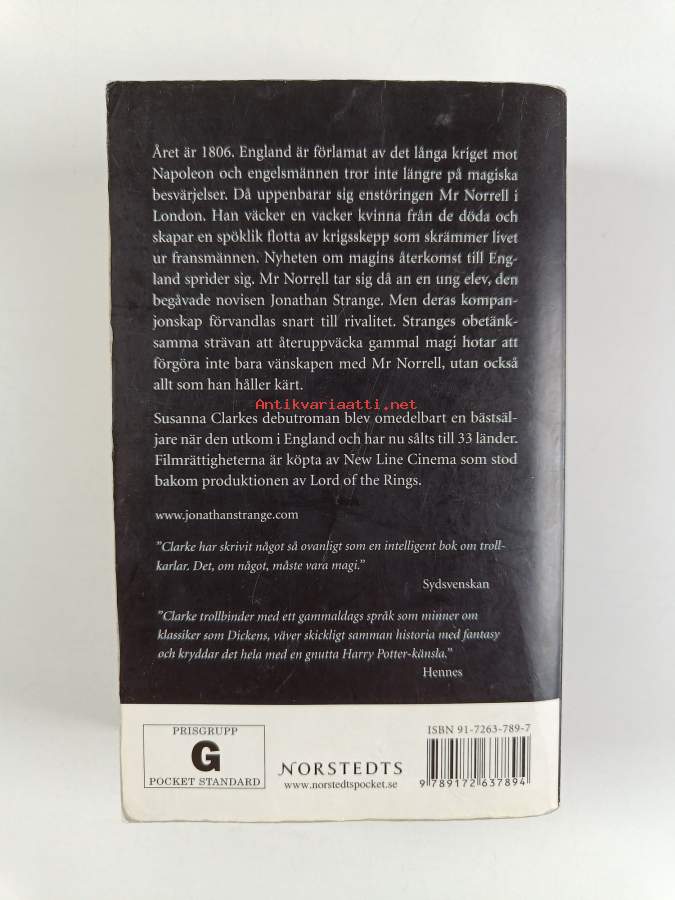 Året är 1806. England är förlamat av det långa kriget mot
Napoleon och engelsmännen tror inte längre på magiska
besvärjelser. Då uppenbarar sig enstöringen Mr Norrell i
London. Han väcker en vacker kvinna från de döda och
skapar en spöklik flotta av krigsskepp som skrämmer livet
ur fransmännen. Nyheten om magins återkomst till Eng-
land sprider sig. Mr Norrell tar sig då an en ung elev, den
begåvade novisen Jonathan Strange. Men deras kompan-
jonskap förvandlas snart till rivalitet. Stranges obetänk-
samma strävan att återuppväcka gammal magi hotar att
förgöra inte bara vänskapen med Mr Norrell, utan också
allt som han håller kärt.
Antikvariaatti.net
Susanna Clarkes debutroman blev omedelbart en bästsäl-
jare när den utkom i England och har nu sålts till 33 länder.
Filmrättigheterna är köpta av New Line Cinema som stod
bakom produktionen av Lord of the Rings.
www.jonathanstrange.com
”Clarke har skrivit något så ovanligt som en intelligent bok om troll-
karlar. Det, om något, måste vara magi.”
Sydsvenskan
”Clarke trollbinder med ett gammaldags språk som minner om
klassiker som Dickens, väver skickligt samman historia med fantasy
och kryddar det hela med en gnutta Harry Potter-känsla.”
Hennes
PRISGRUPP
G
POCKET STANDARD
NORSTEDTS
www.norstedtspocket.se
ISBN 91-7263-789-7
9 789172 637894